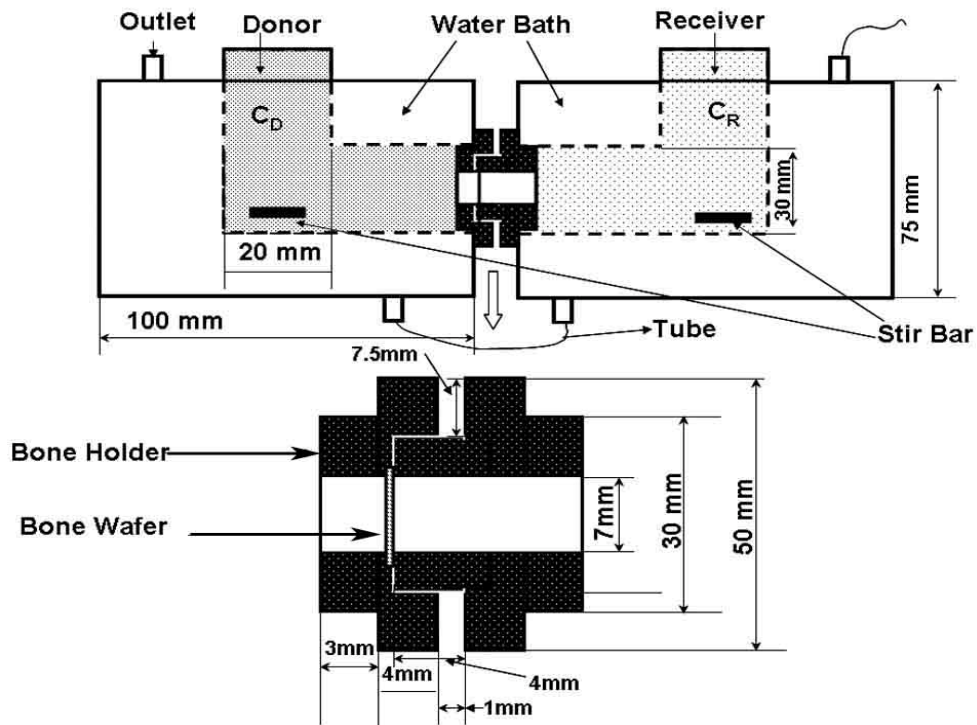 Outlet
Donor
Water Bath
Receiver
C_D
C_R
30 mm
75 mm
20 mm
100 mm
Tube
Stir Bar
7.5mm
Bone Holder
Bone Wafer
7mm
30 mm
50 mm
3mm
4mm
4mm
1mm